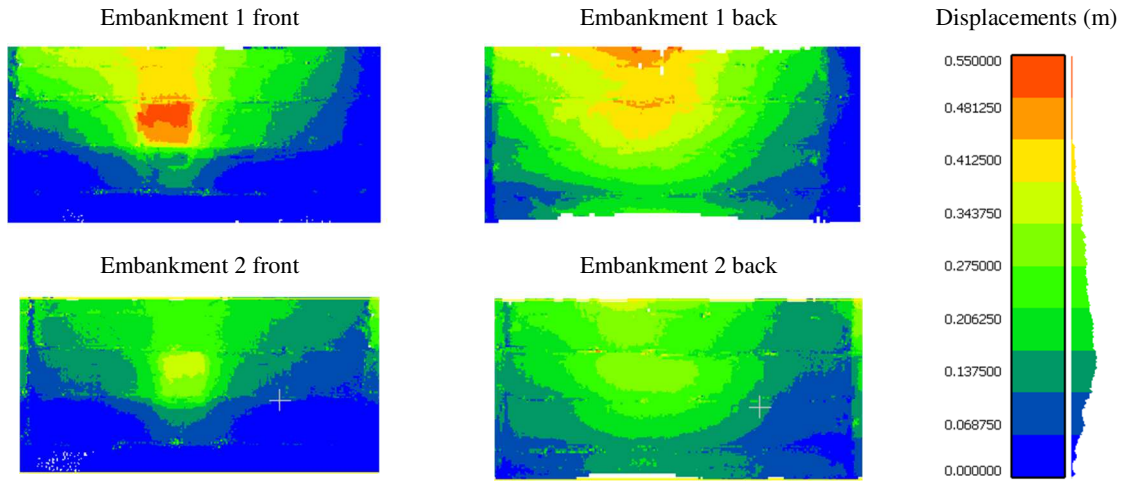 Embankment 1 front
Embankment 1 back
Displacements (m)
0.550000
0.481250
0.412500
0.343750
0.275000
0.206250
0.137500
0.068750
0.000000
Embankment 2 front
Embankment 2 back